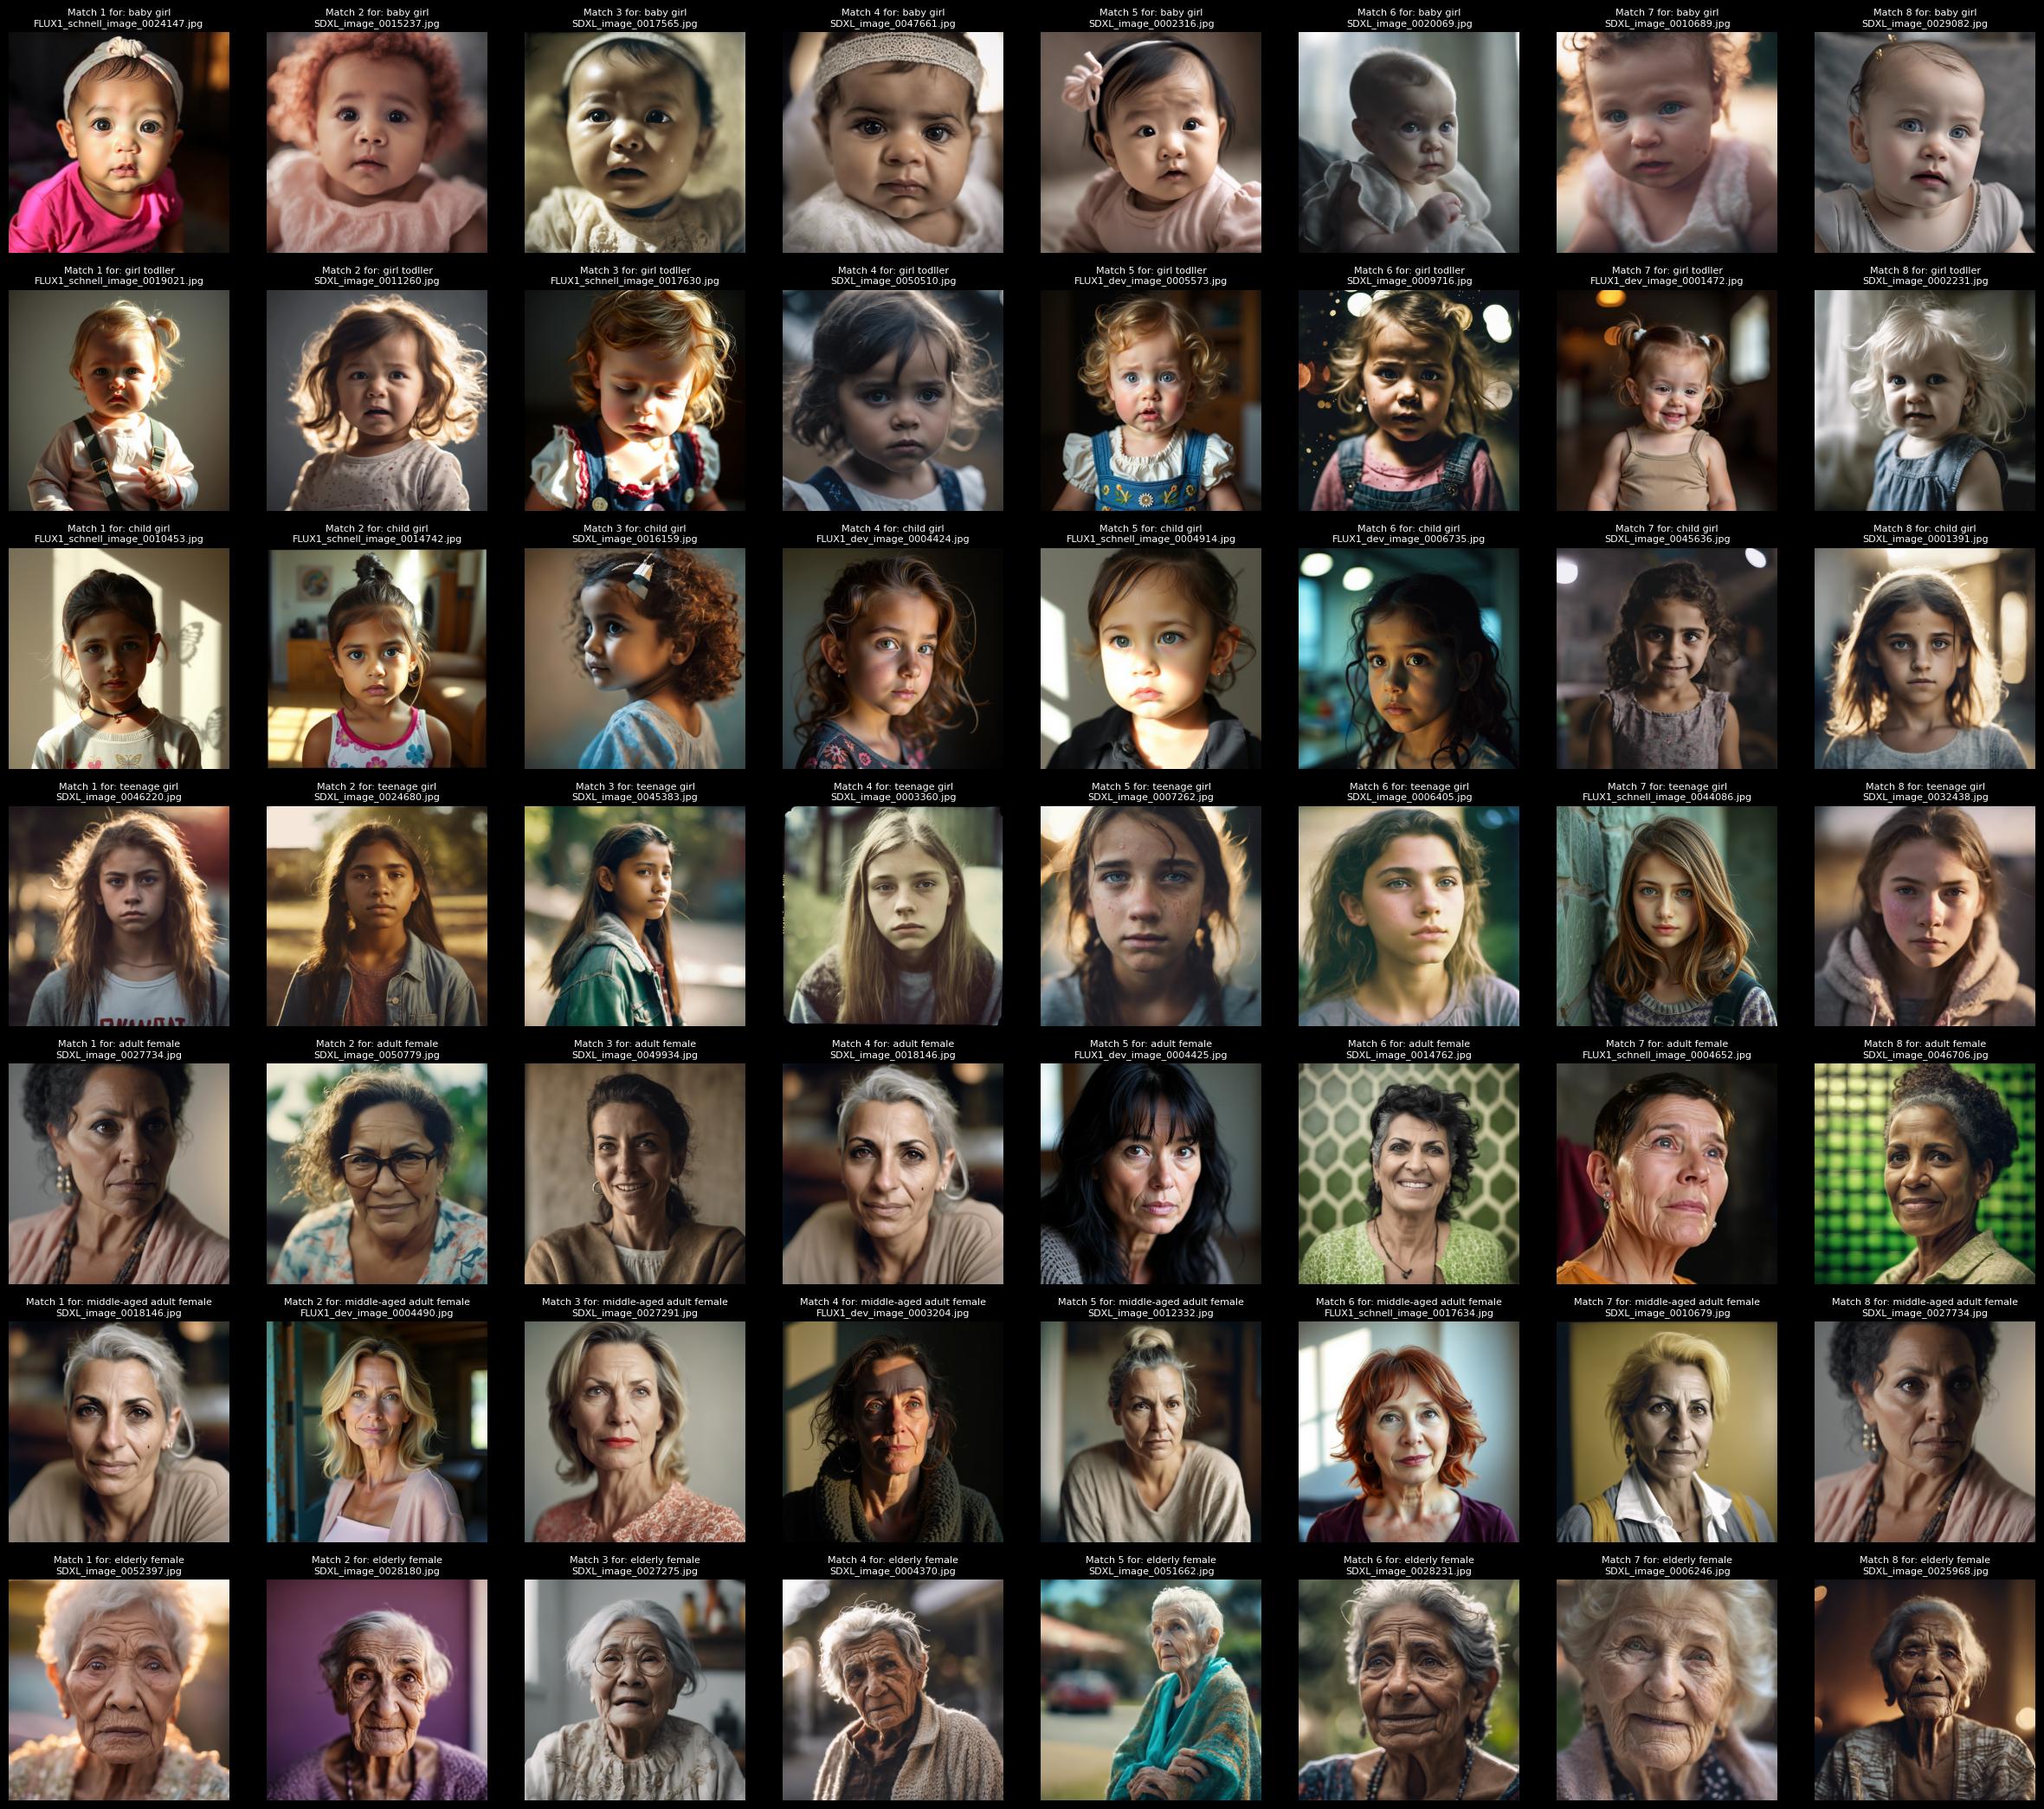 Match 1 for: baby girl
FLUX1_schnell_image_0024147.jpg
Match 2 for: baby girl
SDXL_image_0015237.jpg
Match 3 for: baby girl
SDXL_image_0017565.jpg
Match 4 for: baby girl
SDXL_image_0047661.jpg
Match 5 for: baby girl
SDXL_image_0002316.jpg
Match 6 for: baby girl
SDXL_image_0020069.jpg
Match 7 for: baby girl
SDXL_image_0010689.jpg
Match 8 for: baby girl
SDXL_image_0029082.jpg
Match 1 for: girl todller
FLUX1_schnell_image_0019021.jpg
Match 2 for: girl todller
SDXL_image_0011260.jpg
Match 3 for: girl todller
FLUX1_schnell_image_0017630.jpg
Match 4 for: girl todller
SDXL_image_0050510.jpg
Match 5 for: girl todller
FLUX1_dev_image_0005573.jpg
Match 6 for: girl todller
SDXL_image_0009716.jpg
Match 7 for: girl todller
FLUX1_dev_image_0001472.jpg
Match 8 for: girl todller
SDXL_image_0002231.jpg
Match 1 for: child girl
FLUX1_schnell_image_0010453.jpg
Match 2 for: child girl
FLUX1_schnell_image_0014742.jpg
Match 3 for: child girl
SDXL_image_0016159.jpg
Match 4 for: child girl
FLUX1_dev_image_0004424.jpg
Match 5 for: child girl
FLUX1_schnell_image_0004914.jpg
Match 6 for: child girl
FLUX1_dev_image_0006735.jpg
Match 7 for: child girl
SDXL_image_0045636.jpg
Match 8 for: child girl
SDXL_image_0001391.jpg
Match 1 for: teenage girl
SDXL_image_0046220.jpg
Match 2 for: teenage girl
SDXL_image_0024680.jpg
Match 3 for: teenage girl
SDXL_image_0045383.jpg
Match 4 for: teenage girl
SDXL_image_0003360.jpg
Match 5 for: teenage girl
SDXL_image_0007262.jpg
Match 6 for: teenage girl
SDXL_image_0006405.jpg
Match 7 for: teenage girl
FLUX1_schnell_image_0044086.jpg
Match 8 for: teenage girl
SDXL_image_0032438.jpg
Match 1 for: adult female
SDXL_image_0027734.jpg
Match 2 for: adult female
SDXL_image_0050779.jpg
Match 3 for: adult female
SDXL_image_0049934.jpg
Match 4 for: adult female
SDXL_image_0018146.jpg
Match 5 for: adult female
FLUX1_dev_image_0004425.jpg
Match 6 for: adult female
SDXL_image_0014762.jpg
Match 7 for: adult female
FLUX1_schnell_image_0004652.jpg
Match 8 for: adult female
SDXL_image_0046706.jpg
Match 1 for: middle-aged adult female
SDXL_image_0018146.jpg
Match 2 for: middle-aged adult female
FLUX1_dev_image_0004490.jpg
Match 3 for: middle-aged adult female
SDXL_image_0027291.jpg
Match 4 for: middle-aged adult female
FLUX1_dev_image_0003204.jpg
Match 5 for: middle-aged adult female
SDXL_image_0012332.jpg
Match 6 for: middle-aged adult female
FLUX1_schnell_image_0017634.jpg
Match 7 for: middle-aged adult female
SDXL_image_0010679.jpg
Match 8 for: middle-aged adult female
SDXL_image_0027734.jpg
Match 1 for: elderly female
SDXL_image_0052397.jpg
Match 2 for: elderly female
SDXL_image_0028180.jpg
Match 3 for: elderly female
SDXL_image_0027275.jpg
Match 4 for: elderly female
SDXL_image_0004370.jpg
Match 5 for: elderly female
SDXL_image_0051662.jpg
Match 6 for: elderly female
SDXL_image_0028231.jpg
Match 7 for: elderly female
SDXL_image_0006246.jpg
Match 8 for: elderly female
SDXL_image_0025968.jpg